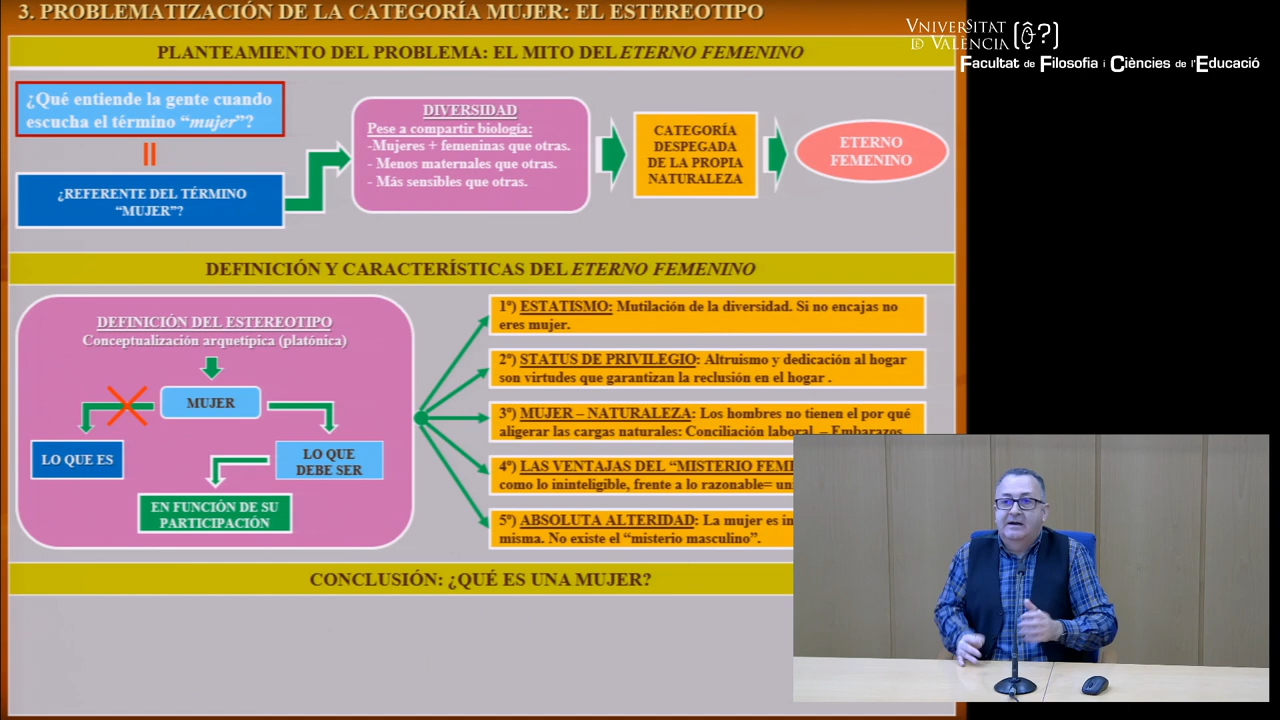 3. PROBLEMATIZACIÓN DE LA CATEGORÍA MUJER: EL ESTEREOTIPO
VNIVERSITAT
DE VALÈNCIA
Facultat de Filosofia i Ciències de l'Educació
PLANTEAMIENTO DEL PROBLEMA: EL MITO DEL ETERNO FEMENINO
¿Qué entiende la gente cuando
escucha el término “mujer”?
¿REFERENTE DEL TÉRMINO
“MUJER”?
DIVERSIDAD
Pese a compartir biología:
-Mujeres + femeninas que otras.
- Menos maternales que otras.
- Más sensibles que otras.
CATEGORÍA
DESPEGADA
DE LA PROPIA
NATURALEZA
ETERNO
FEMENINO
DEFINICIÓN Y CARACTERÍSTICAS DEL ETERNO FEMENINO
DEFINICIÓN DEL ESTEREOTIPO
Conceptualización arquetípica (platónica)
MUJER
LO QUE ES
LO QUE
DEBE SER
EN FUNCIÓN DE SU
PARTICIPACIÓN
1º) ESTATISMO: Mutilación de la diversidad. Si no encajas no
eres mujer.
2º) STATUS DE PRIVILEGIO: Altruismo y dedicación al hogar
son virtudes que garantizan la reclusión en el hogar .
3º) MUJER – NATURALEZA: Los hombres no tienen el por qué
aligerar las cargas naturales: Conciliación laboral. – Embarazos
4º) LAS VENTAJAS DEL “MISTERIO FEM
como lo ininteligible, frente a lo razonable=
5º) ABSOLUTA ALTERIDAD: La mujer es
misma. No existe el “misterio masculino”.
CONCLUSIÓN: ¿QUÉ ES UNA MUJER?